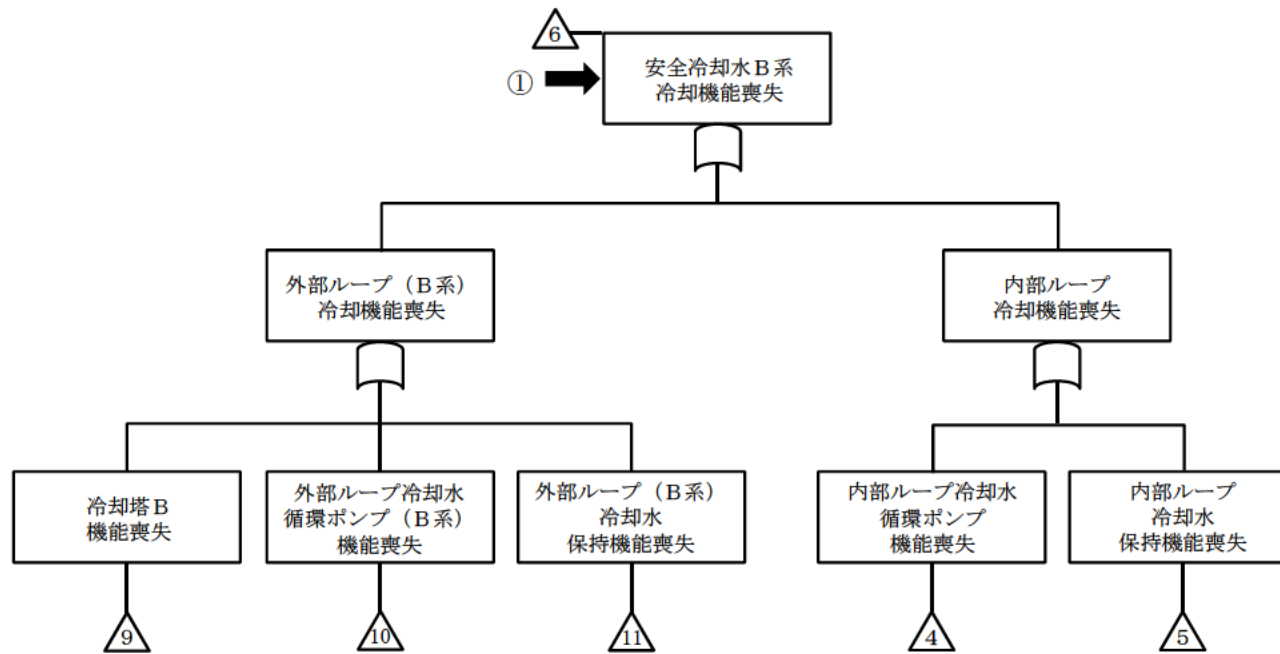 6
①
安全冷却水B系
冷却機能喪失
外部ループ（B系）
冷却機能喪失
内部ループ
冷却機能喪失
冷却塔B
機能喪失
外部ループ冷却水
循環ポンプ（B系）
機能喪失
外部ループ（B系）
冷却水
保持機能喪失
内部ループ冷却水
循環ポンプ
機能喪失
内部ループ
冷却水
保持機能喪失
9
10
11
4
5